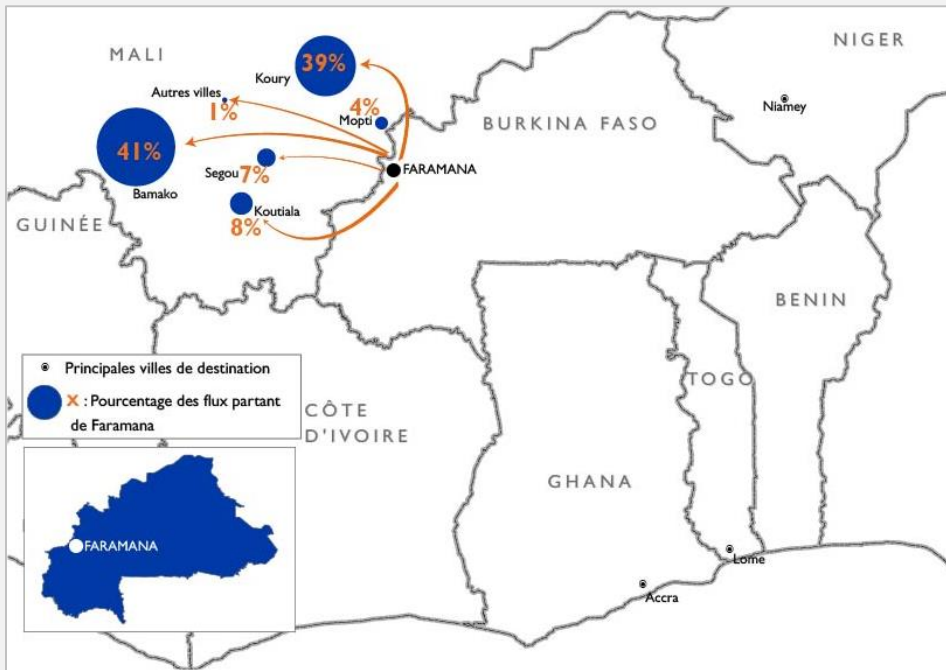 MALI
NIGER
39%
Koury
Autres villes
1%
4%
Mopti
Niamey
BURKINA FASO
41%
Bamako
Segou 7%
FARAMANA
Koutiala
8%
GUINÉE
BENIN
Principales villes de destination
X : Pourcentage des flux partant
de Faramana
TOGO
CÔTE
D'IVOIRE
GHANA
FARAMANA
Lome
Accra